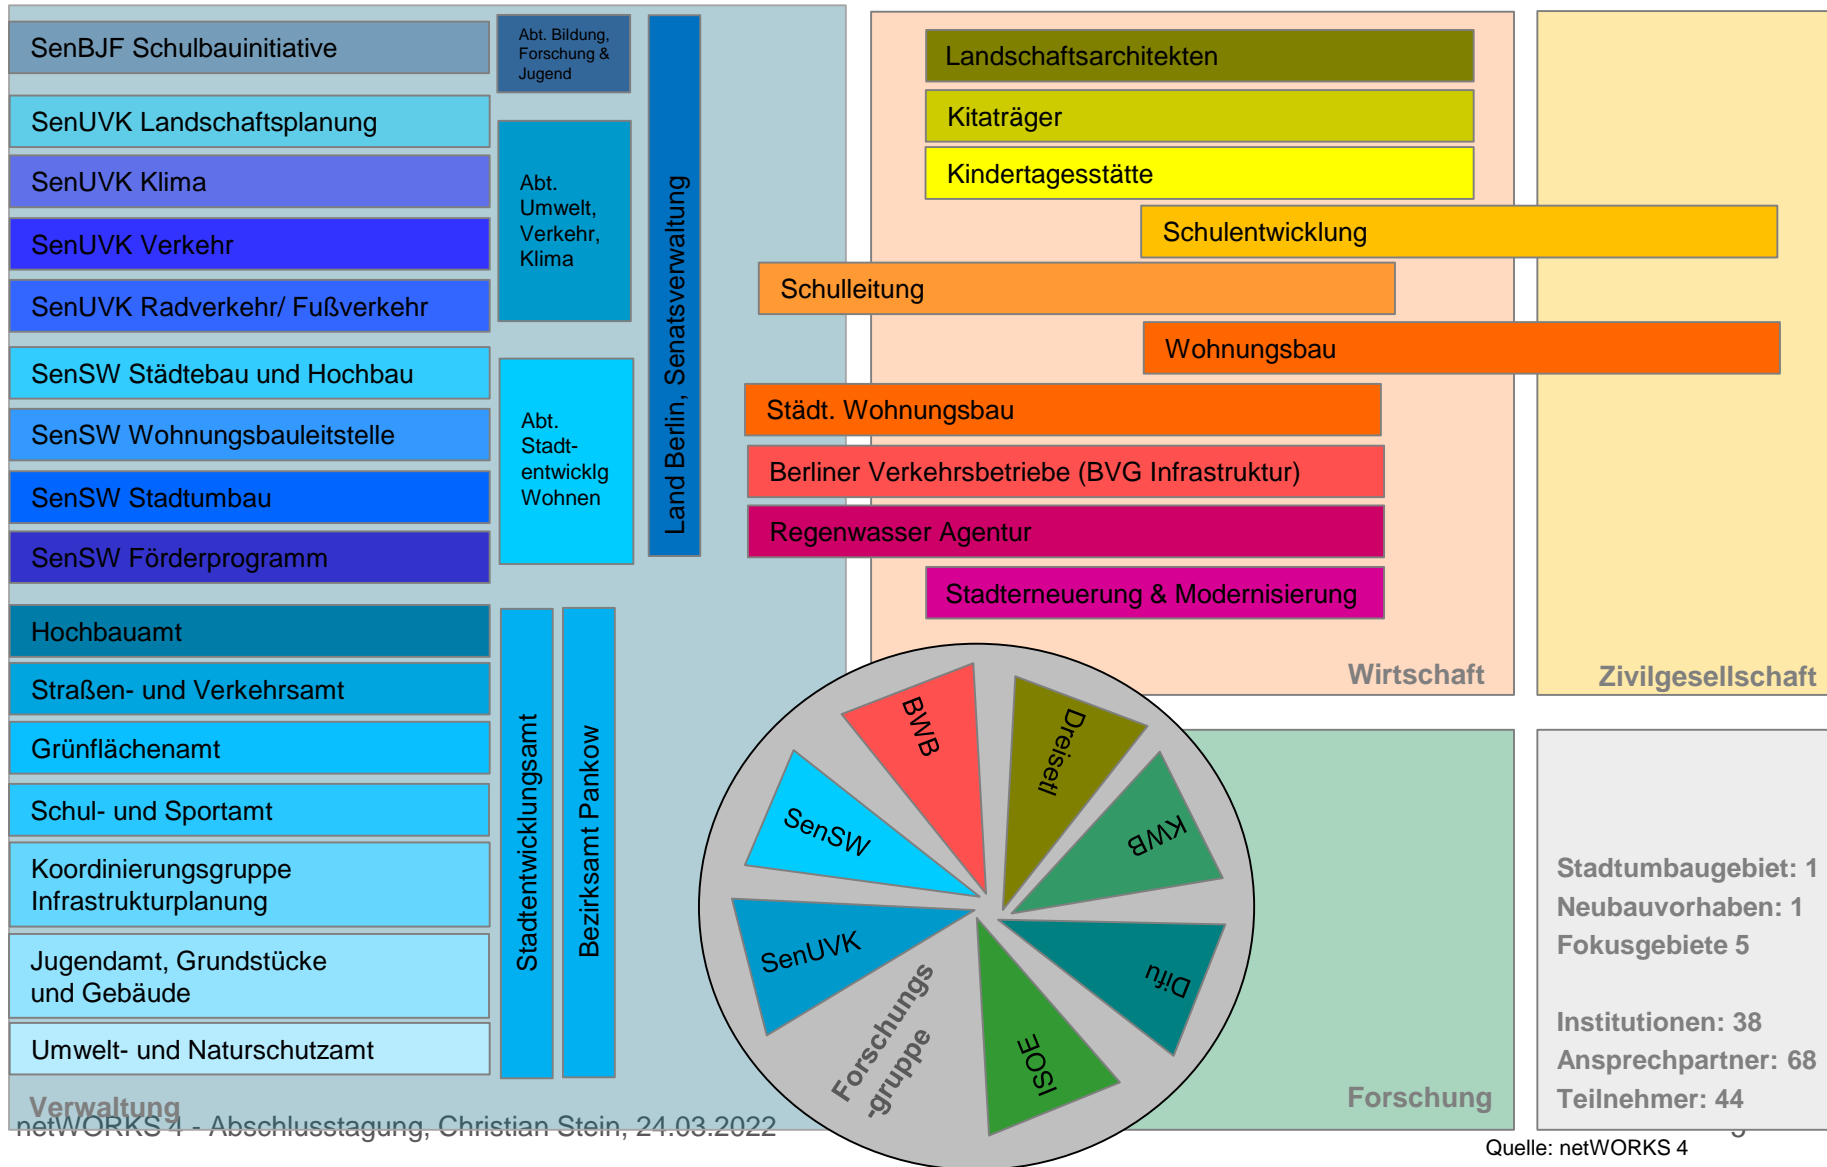 SenBJF Schulbauinitiative
SenUVK Landschaftsplanung
SenUVK Klima
SenUVK Verkehr
SenUVK Radverkehr/ Fußverkehr
SenSW Städtebau und Hochbau
SenSW Wohnungsbauleitstelle
SenSW Stadtumbau
SenSW Förderprogramm
Hochbauamt
Straßen- und Verkehrsamt
Grünflächenamt
Schul- und Sportamt
Koordinierungsgruppe
Infrastrukturplanung
Jugendamt, Grundstücke
und Gebäude
Umwelt- und Naturschutzamt
Verwaltung
Abt. Bildung,
Forschung &
Jugend
Abt.
Umwelt,
Verkehr,
Klima
Abt.
Stadt-
entwicklg
Wohnen
Land Berlin, Senatsverwaltung
Stadtentwicklungsamt
Bezirksamt Pankow
Landschaftsarchitekten
Kitaträger
Kindertagesstätte
Schulentwicklung
Schulleitung
Wohnungsbau
Städt. Wohnungsbau
Berliner Verkehrsbetriebe (BVG Infrastruktur)
Regenwasser Agentur
Stadterneuerung & Modernisierung
Wirtschaft
Zivilgesellschaft
BWB
Dreisetl
KWB
Difu
ISOE
SenUVK
SenSW
Forschungs
-gruppe
Forschung
Stadtumbaugebiet: 1
Neubauvorhaben: 1
Fokusgebiete 5
Institutionen: 38
Ansprechpartner: 68
Teilnehmer: 44
netWORKS 4 - Abschlusstagung, Christian Stein, 24.03.2022
Quelle: netWORKS 4